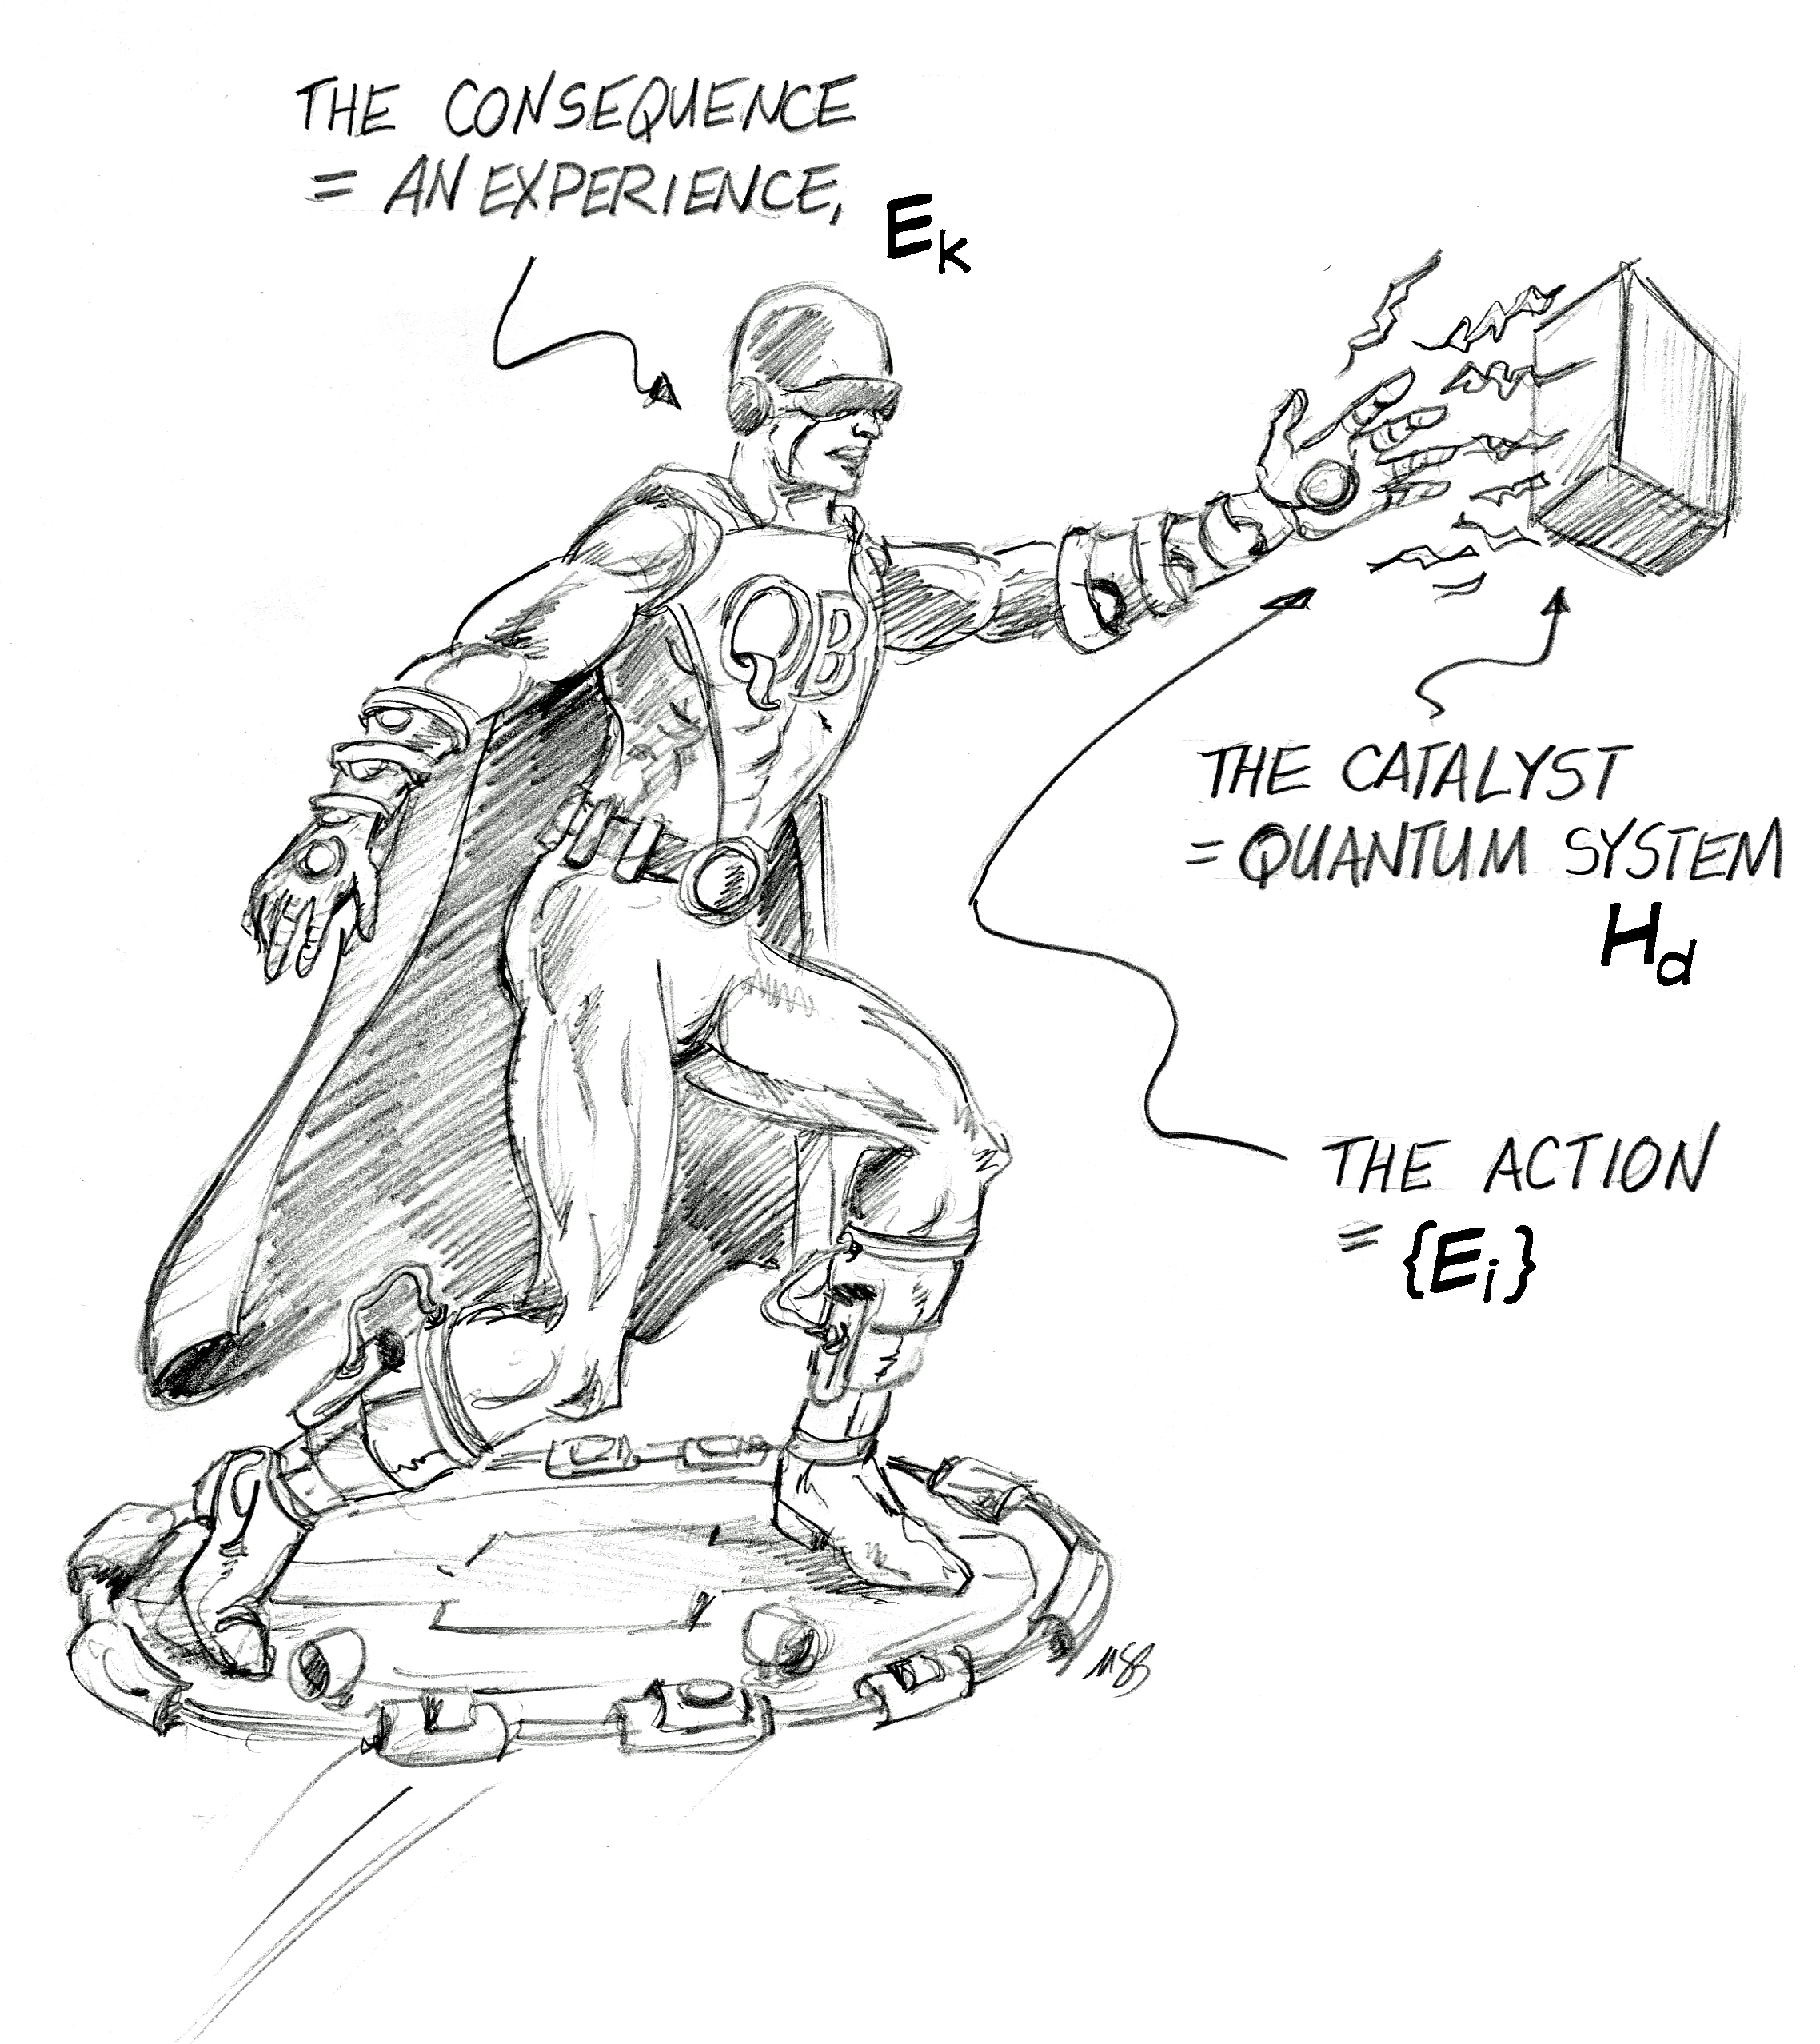 THE CONSEQUENCE
= AN EXPERIENCE, Ek
QB
THE CATALYST
= QUANTUM SYSTEM
Hd
THE ACTION
= {Ei}